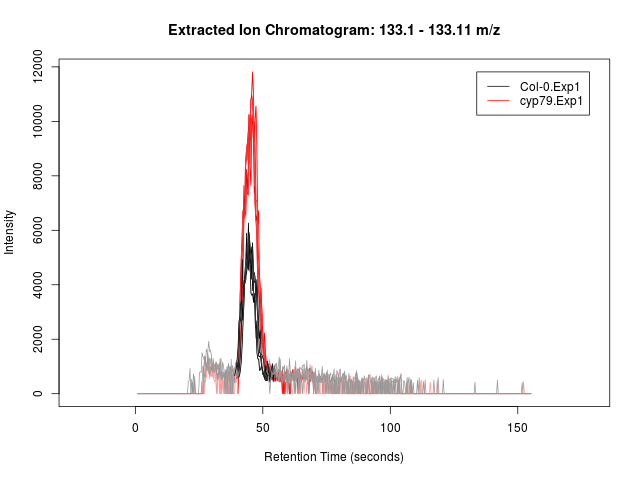 Extracted Ion Chromatogram: 133.1 - 133.11 m/z
Col-0.Exp1
cyp79.Exp1
Intensity
12000
10000
8000
6000
4000
2000
0
0 50 100 150
Retention Time (seconds)